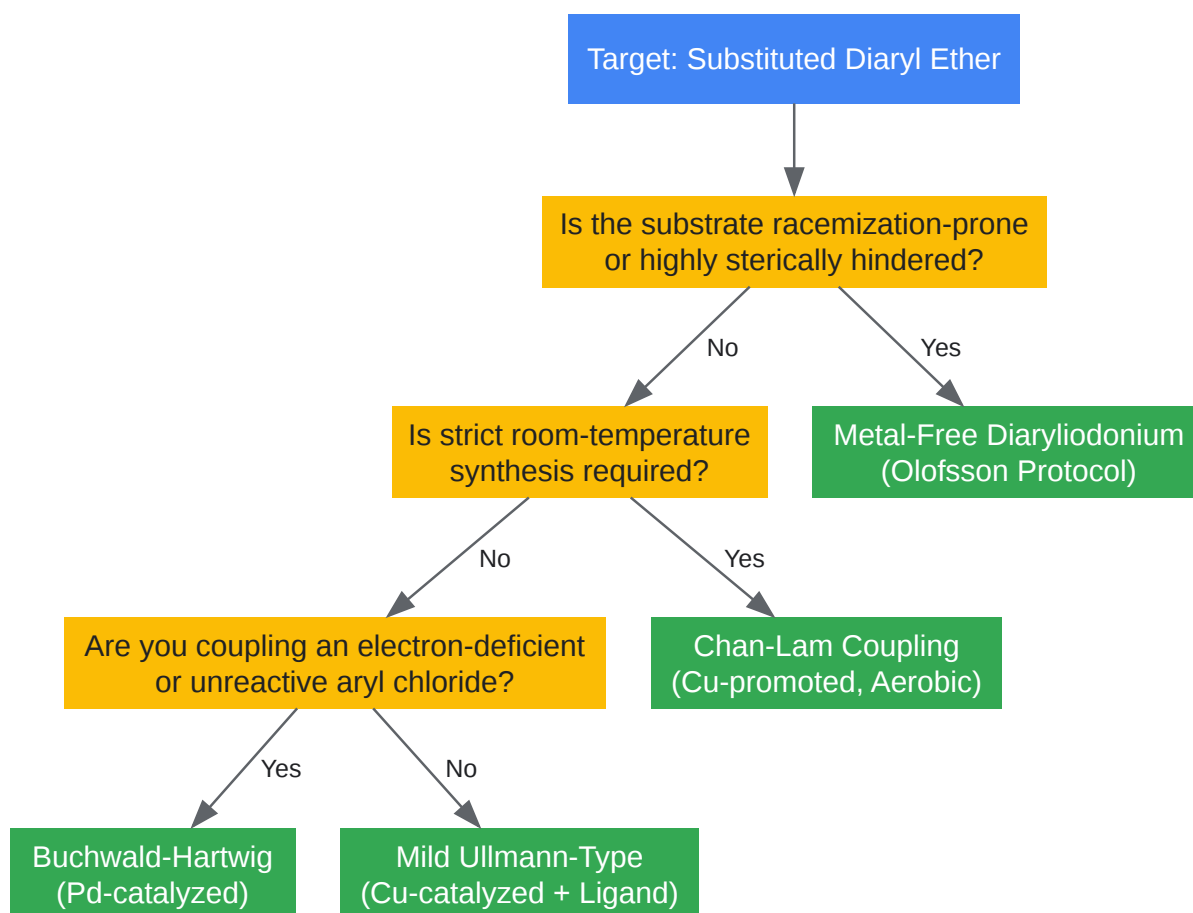 Target: Substituted Diaryl Ether
Is the substrate racemization-prone
or highly sterically hindered?
No
Yes
Is strict room-temperature
synthesis required?
Metal-Free Diaryliodonium
(Olofsson Protocol)
No
Yes
Are you coupling an electron-deficient
or unreactive aryl chloride?
Chan-Lam Coupling
(Cu-promoted, Aerobic)
Yes
No
Buchwald-Hartwig
(Pd-catalyzed)
Mild Ullmann-Type
(Cu-catalyzed + Ligand)